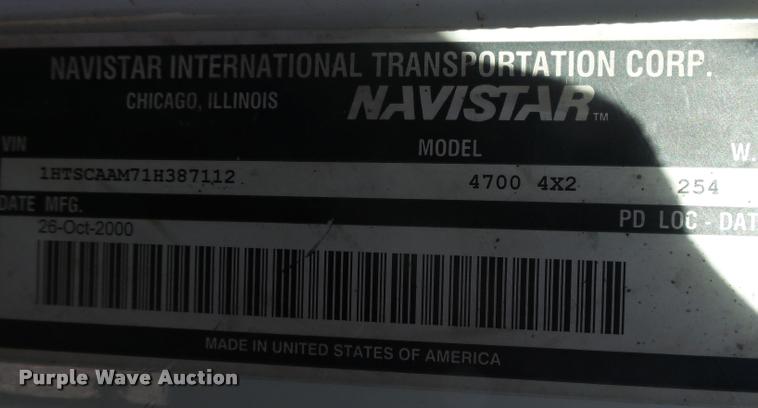 NAVISTAR INTERNATIONAL TRANSPORTATION CORP.
CHICAGO, ILLINOIS NAVISTAR™
VIN MODEL W.
1HTSCAAM71H387112 4700 4X2 254
DATE MFG. PD LOC - DAT
26-Oct-2000
MADE IN UNITED STATES OF AMERICA
Purple Wave Auction